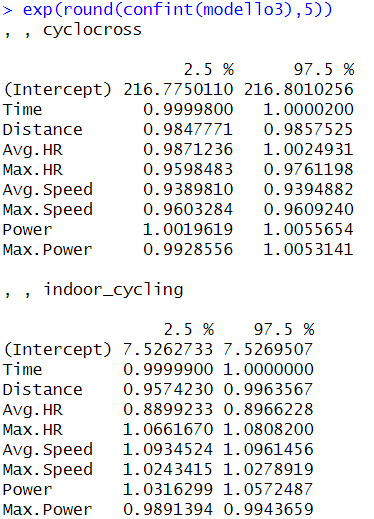 > exp(round(confint(modello3),5))
, , cyclocross
2.5 % 97.5 %
(Intercept) 216.7750110 216.8010256
Time 0.9999800 1.0000200
Distance 0.9847771 0.9857525
Avg.HR 0.9871236 1.0024931
Max.HR 0.9598483 0.9761198
Avg.Speed 0.9389810 0.9394882
Max.Speed 0.9603284 0.9609240
Power 1.0019619 1.0055654
Max.Power 0.9928556 1.0053141
, , indoor_cycling
2.5 % 97.5 %
(Intercept) 7.5262733 7.5269507
Time 0.9999900 1.0000000
Distance 0.9574230 0.9963567
Avg.HR 0.8899233 0.8966228
Max.HR 1.0661670 1.0808200
Avg.Speed 1.0934524 1.0961456
Max.Speed 1.0243415 1.0278919
Power 1.0316299 1.0572487
Max.Power 0.9891394 0.9943659